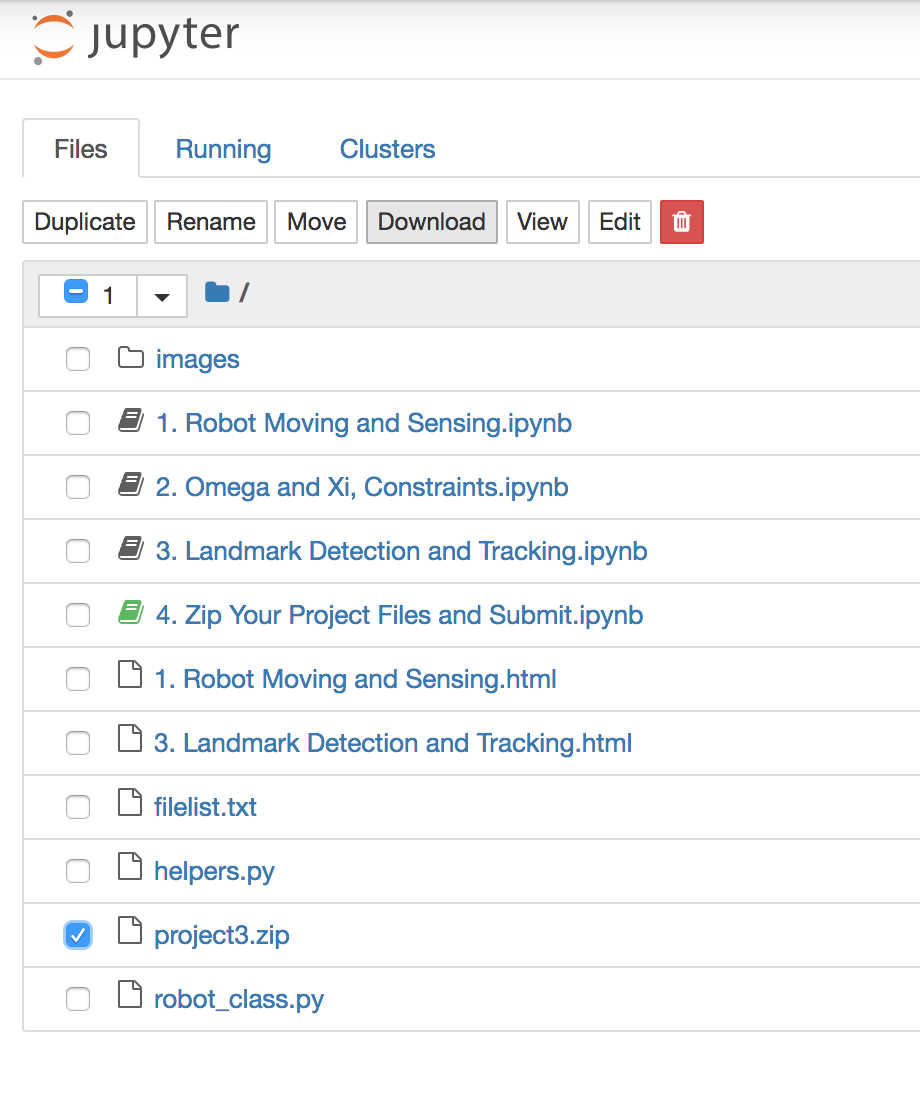 jupyter
Files Running Clusters
Duplicate Rename Move Download View Edit
1 /
images
1. Robot Moving and Sensing.ipynb
2. Omega and Xi, Constraints.ipynb
3. Landmark Detection and Tracking.ipynb
4. Zip Your Project Files and Submit.ipynb
1. Robot Moving and Sensing.html
3. Landmark Detection and Tracking.html
filelist.txt
helpers.py
project3.zip
robot_class.py